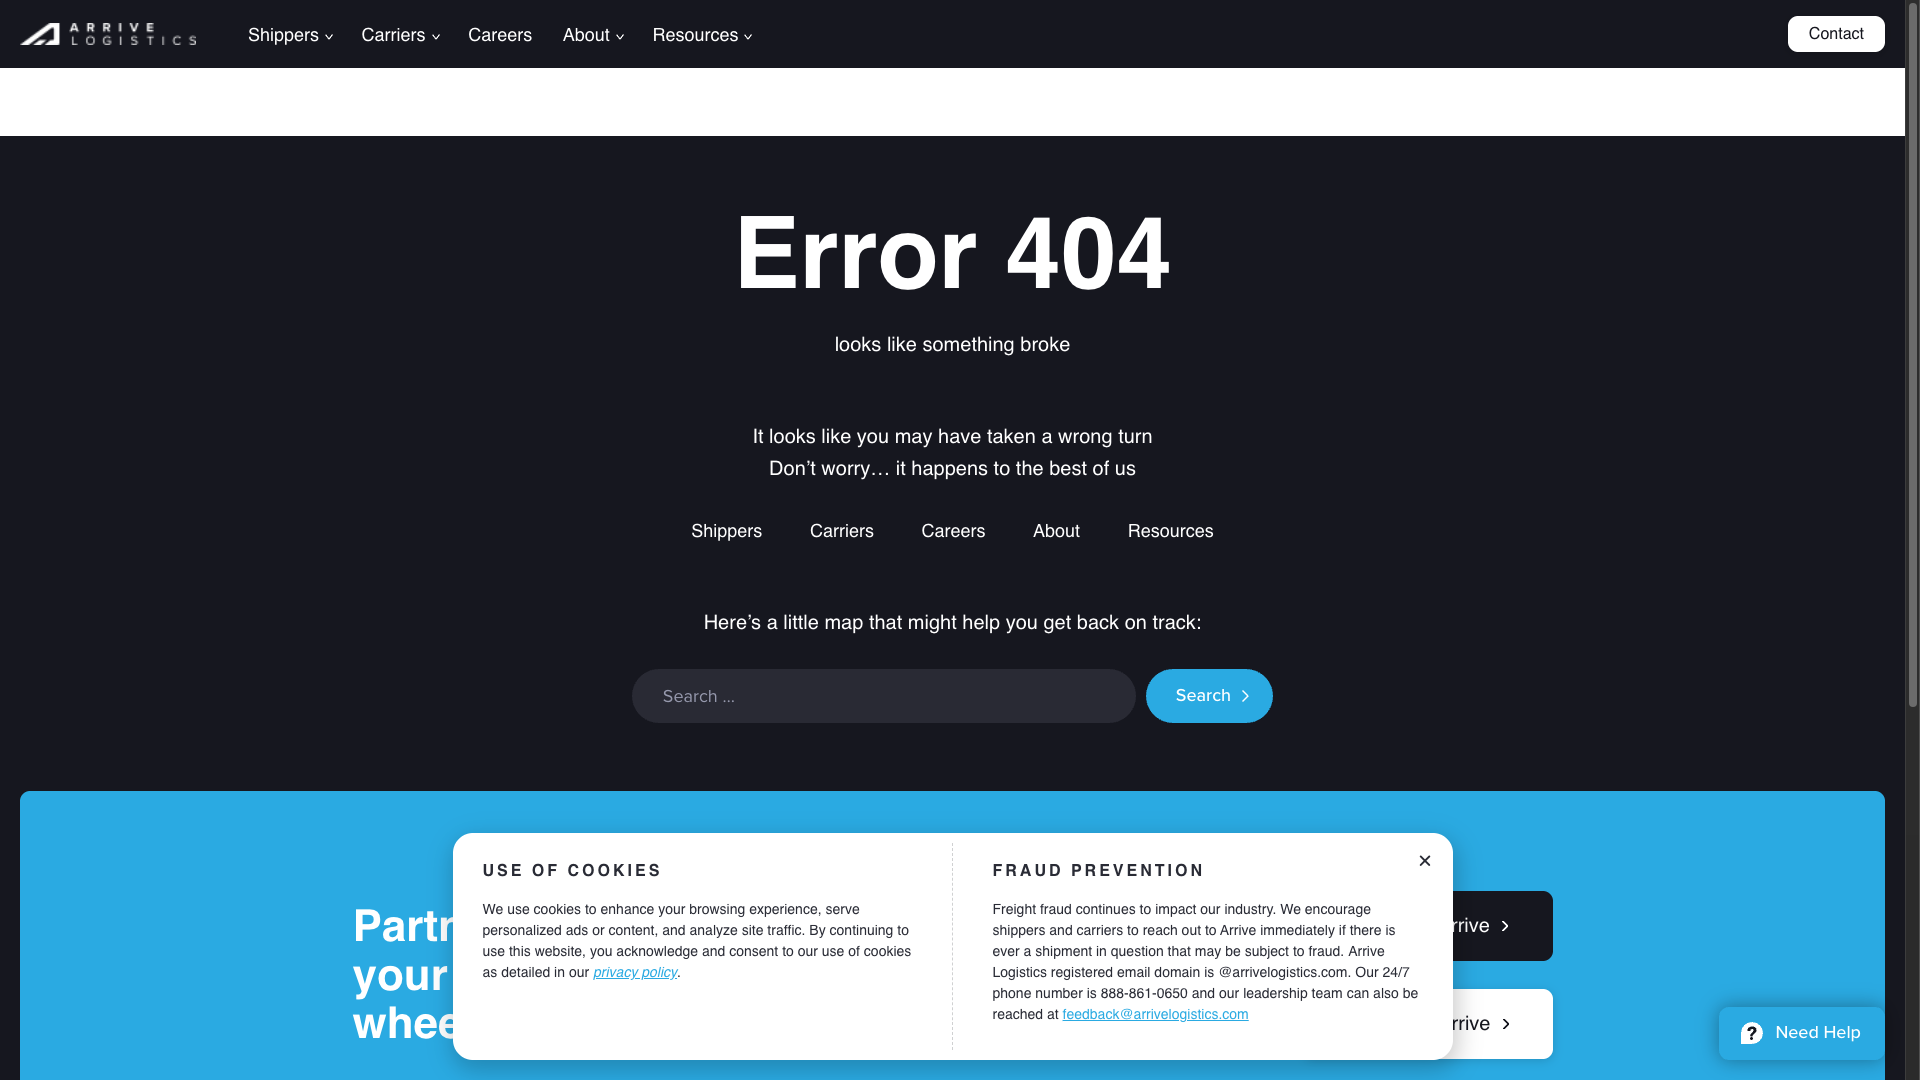 ARRIVE
LOGISTICS
Shippers
Carriers
Careers
About
Resources
Contact
Error 404
looks like something broke
It looks like you may have taken a wrong turn
Don’t worry… it happens to the best of us
Shippers
Carriers
Careers
About
Resources
Here’s a little map that might help you get back on track:
Search ...
Search
USE OF COOKIES
We use cookies to enhance your browsing experience, serve
personalized ads or content, and analyze site traffic. By continuing to
use this website, you acknowledge and consent to our use of cookies
as detailed in our privacy policy.
FRAUD PREVENTION
Freight fraud continues to impact our industry. We encourage
shippers and carriers to reach out to Arrive immediately if there is
ever a shipment in question that may be subject to fraud. Arrive
Logistics registered email domain is @arrivelogistics.com. Our 24/7
phone number is 888-861-0650 and our leadership team can also be
reached at feedback@arrivelogistics.com
your
Need Help